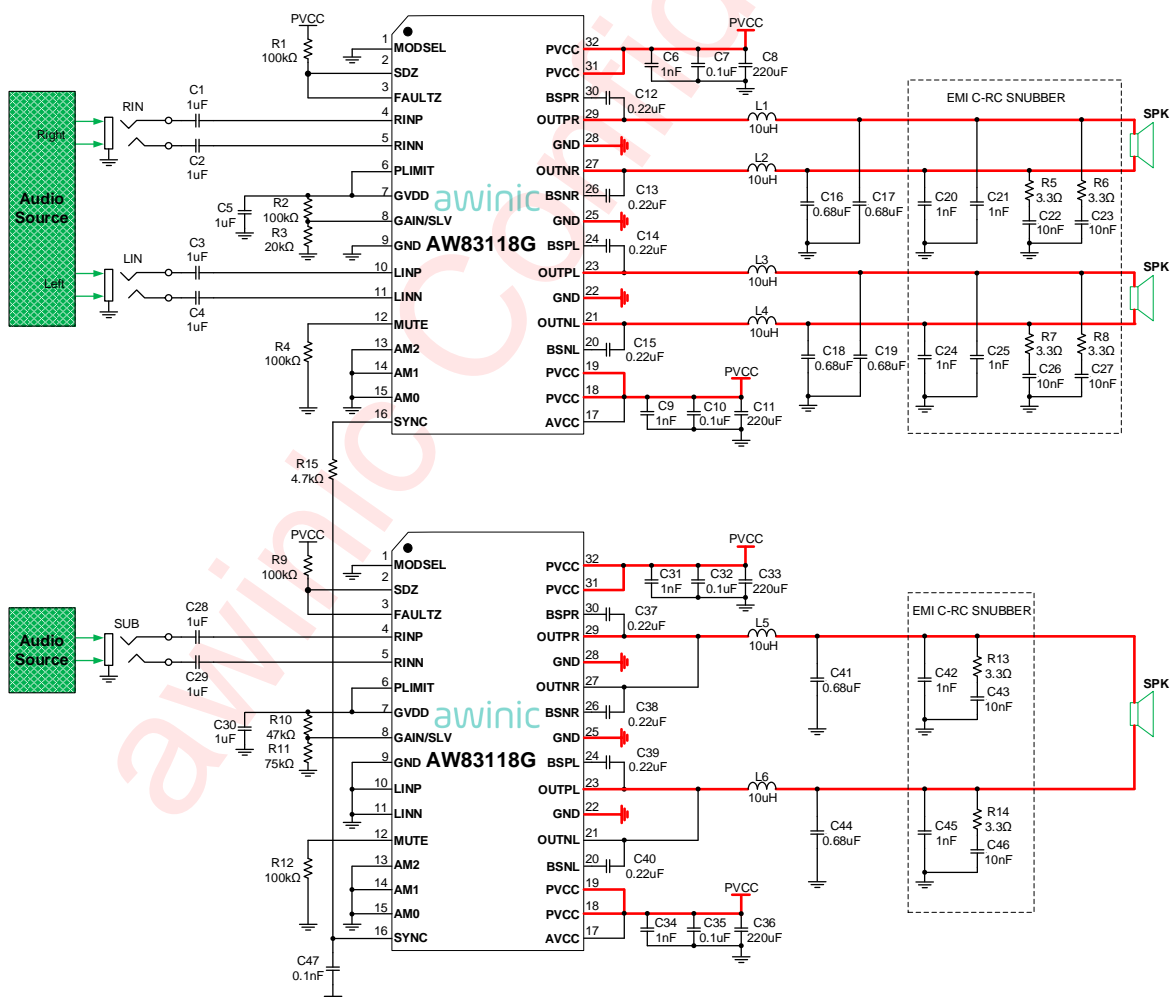 PVCC
R1
100kΩ
1
MODSEL
2
SDZ
3
FAULTZ
C1
1uF
RIN
4
RINP
Right
5
RINN
C2
1uF
6
PLIMIT
7
GVDD
Audio
Source
C5
1uF
R2
100kΩ
8
GAIN/SLV
R3
20kΩ
9
GND
C3
1uF
LIN
10
LINP
Left
11
LINN
C4
1uF
12
MUTE
R4
100kΩ
13
AM2
14
AM1
15
AM0
16
SYNC
awinic
AW83118G
PVCC
32
PVCC
31
PVCC
C6
1nF
C7
0.1uF
C8
220uF
BSPR
30
C12
0.22uF
OUTPR
29
L1
10uH
GND
28
OUTNR
27
L2
10uH
BSNR
26
C13
0.22uF
GND
25
BSPL
24
C14
0.22uF
OUTPL
23
L3
10uH
GND
22
OUTNL
21
L4
10uH
BSNL
20
C15
0.22uF
PVCC
19
PVCC
18
AVCC
17
PVCC
C9
1nF
C10
0.1uF
C11
220uF
EMI C-RC SNUBBER
SPK
C16
0.68uF
C17
0.68uF
C20
1nF
C21
1nF
R5
3.3Ω
C22
10nF
R6
3.3Ω
C23
10nF
SPK
C18
0.68uF
C19
0.68uF
C24
1nF
C25
1nF
R7
3.3Ω
C26
10nF
R8
3.3Ω
C27
10nF
R15
4.7kΩ
PVCC
R9
100kΩ
1
MODSEL
2
SDZ
3
FAULTZ
C28
1uF
SUB
4
RINP
Audio
Source
5
RINN
C29
1uF
6
PLIMIT
7
GVDD
C30
1uF
R10
47kΩ
8
GAIN/SLV
R11
75kΩ
9
GND
10
LINP
11
LINN
12
MUTE
R12
100kΩ
13
AM2
14
AM1
15
AM0
16
SYNC
C47
0.1nF
awinic
AW83118G
PVCC
32
PVCC
31
PVCC
C31
1nF
C32
0.1uF
C33
220uF
BSPR
30
C37
0.22uF
OUTPR
29
L5
10uH
GND
28
OUTNR
27
BSNR
26
C38
0.22uF
GND
25
BSPL
24
C39
0.22uF
OUTPL
23
L6
10uH
GND
22
OUTNL
21
BSNL
20
C40
0.22uF
PVCC
19
PVCC
18
AVCC
17
PVCC
C34
1nF
C35
0.1uF
C36
220uF
EMI C-RC SNUBBER
C41
0.68uF
C42
1nF
R13
3.3Ω
C43
10nF
SPK
C44
0.68uF
C45
1nF
R14
3.3Ω
C46
10nF
awinic Confid